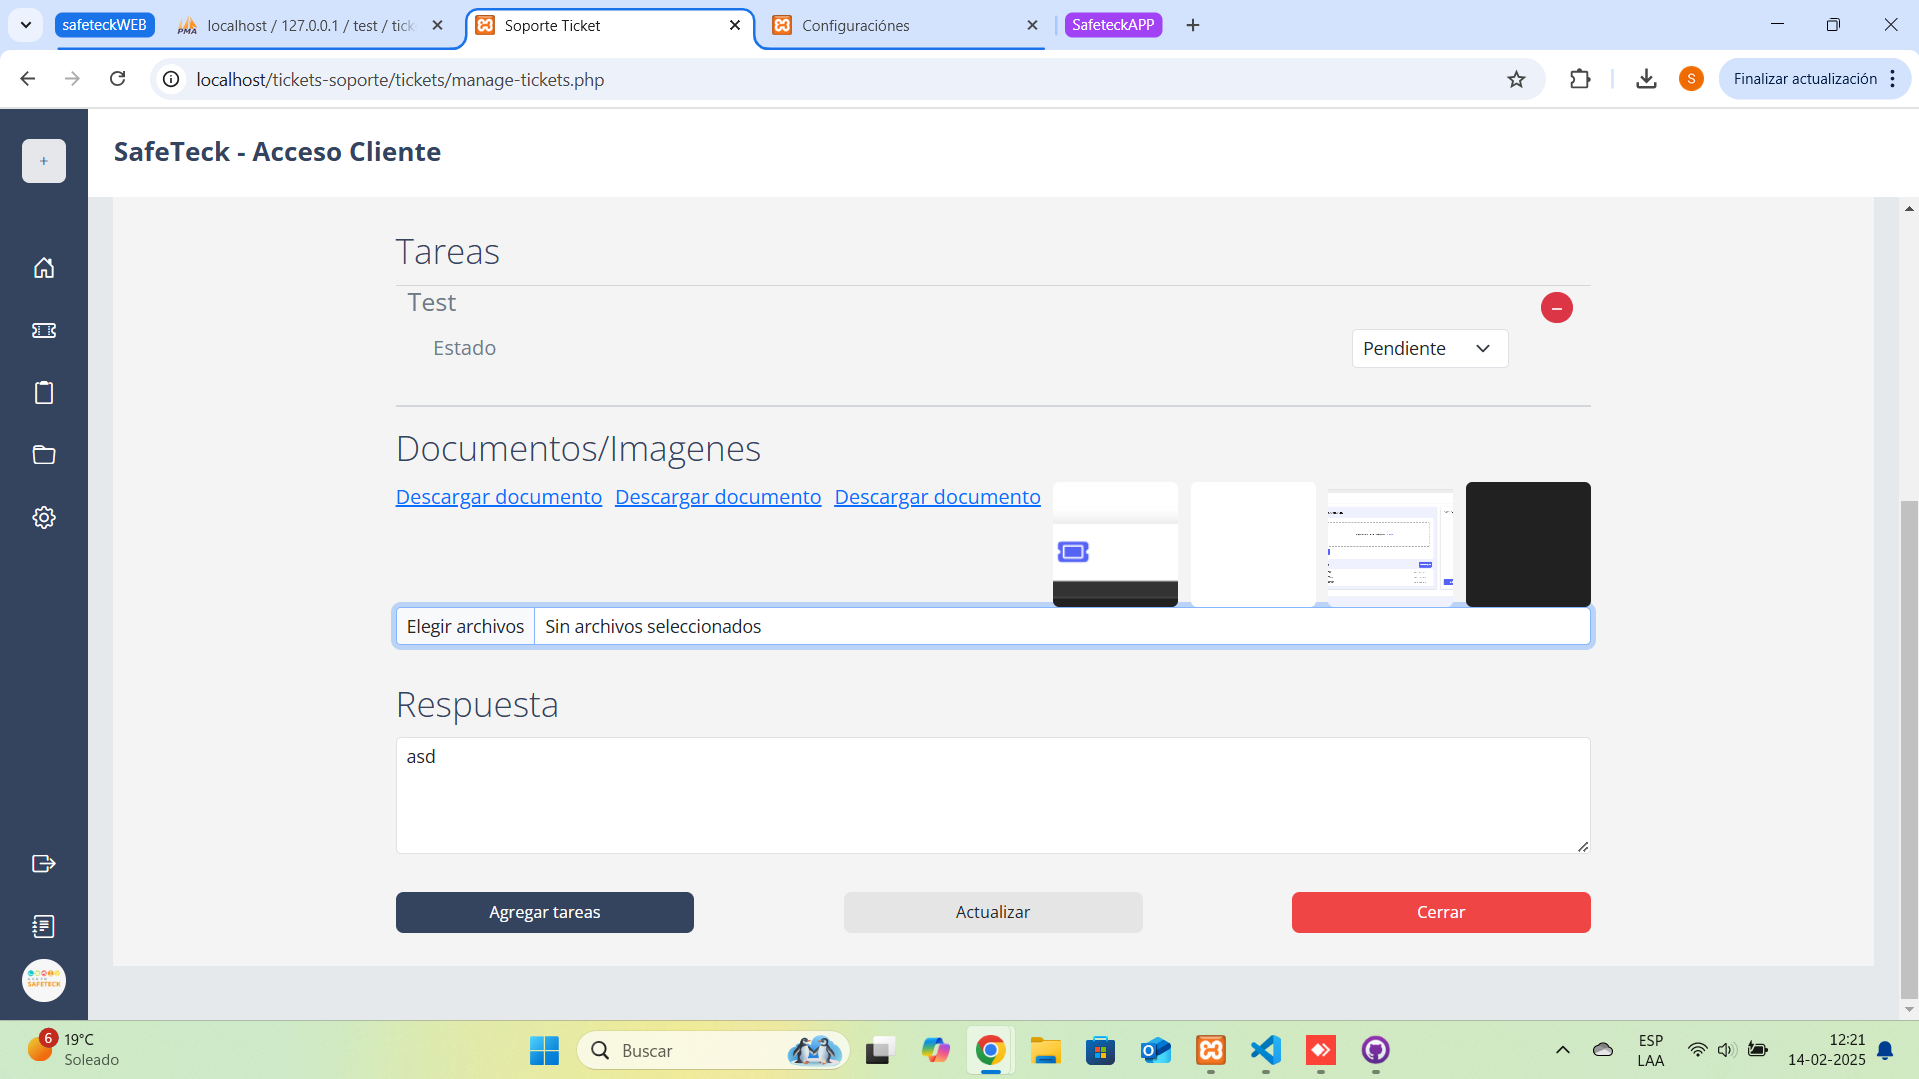 safeteckWEB
localhost / 127.0.0.1 / test / tick
Soporte Ticket
Configuraciónes
SafeteckAPP
localhost/tickets-soporte/tickets/manage-tickets.php
S
Finalizar actualización
+
SafeTeck - Acceso Cliente
Tareas
Test
Estado
Pendiente
Documentos/Imagenes
Descargar documento Descargar documento Descargar documento
Elegir archivos Sin archivos seleccionados
Respuesta
asd
Agregar tareas
Actualizar
Cerrar
SAFETECK
6
19°C
Soleado
Buscar
ESP
LAA
12:21
14-02-2025